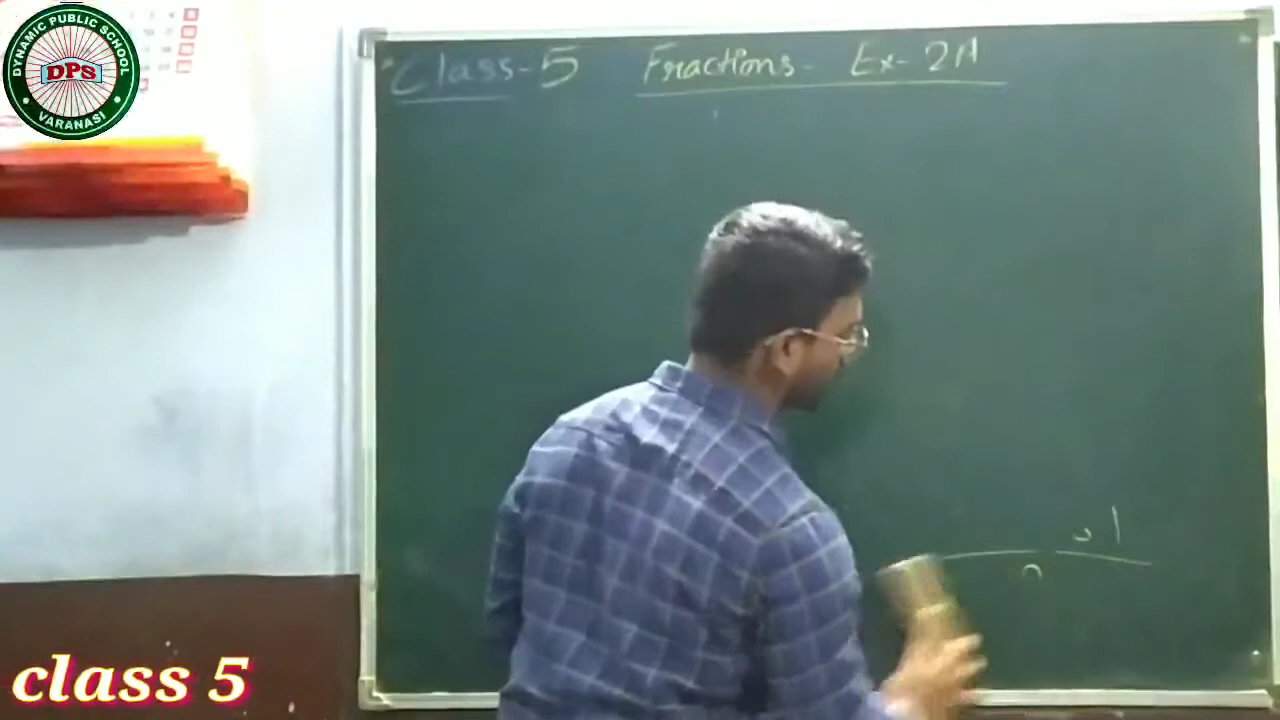 DYNAMIC PUBLIC SCHOOL
DPS
VARANASI
Class-5 Fractions- Ex-2A
class 5